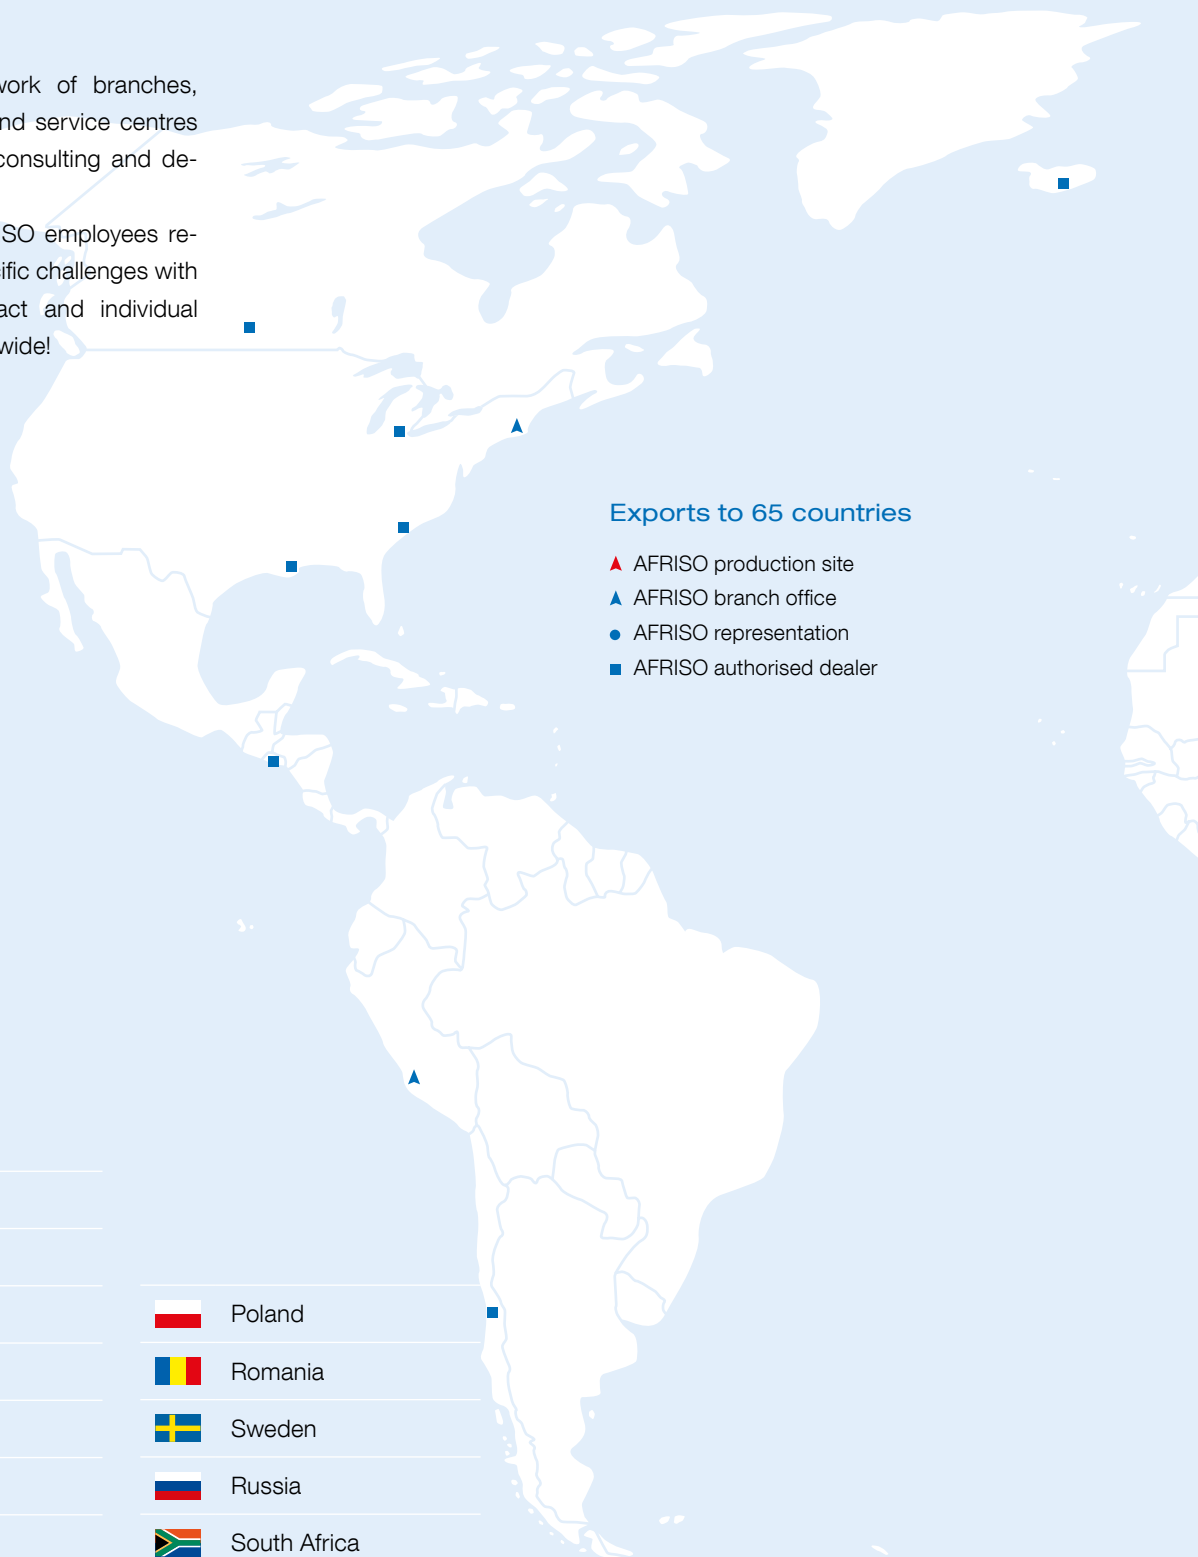 work of branches,
nd service centres
consulting and de-
SO employees re-
cific challenges with
act and individual
wide!
Exports to 65 countries
AFRISO production site
AFRISO branch office
AFRISO representation
AFRISO authorised dealer
Poland
Romania
Sweden
Russia
South Africa